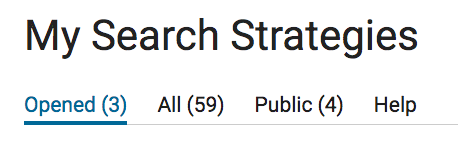 My Search Strategies
Opened (3) All (59) Public (4) Help